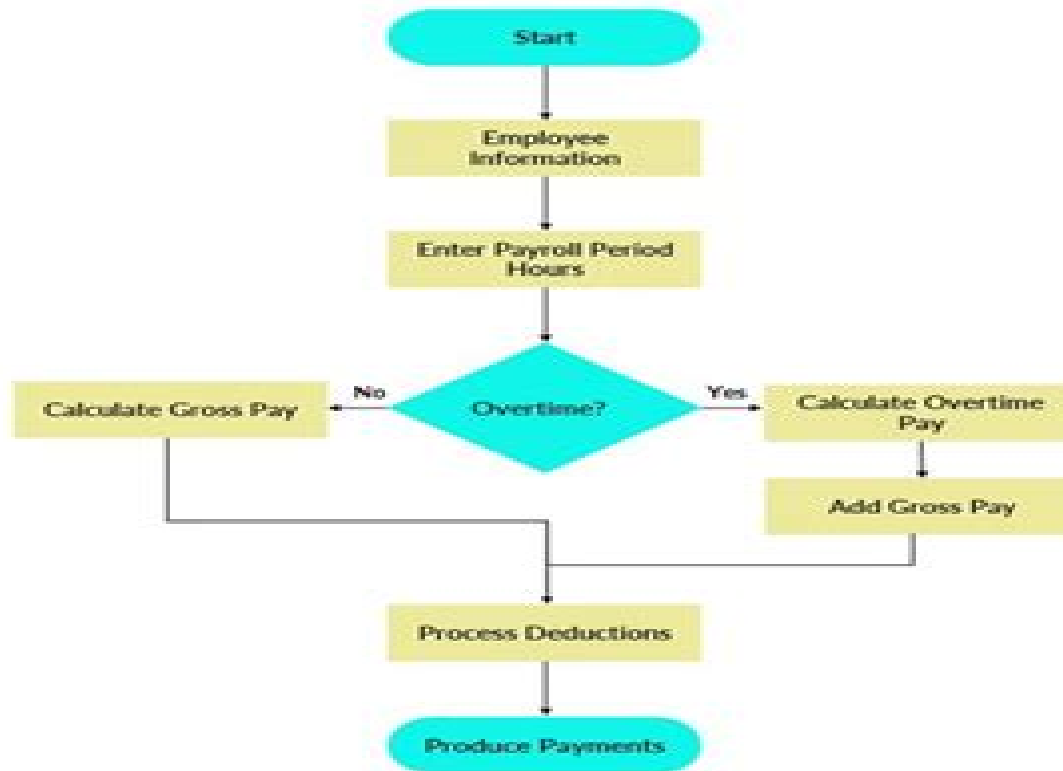 Start
Employee
Information
Enter Payroll Period
Hours
No
Yes
Calculate Gross Pay
Overtime?
Calculate Overtime
Pay
Add Gross Pay
Process Deductions
Produce Payments